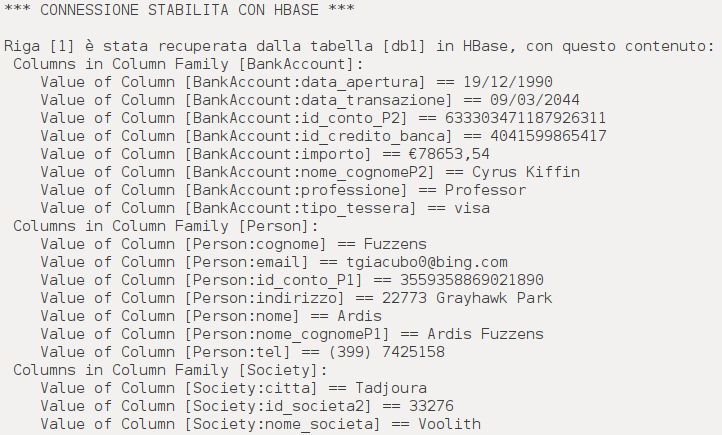 *** CONNESSIONE STABILITA CON HBASE ***
Riga [1] è stata recuperata dalla tabella [db1] in HBase, con questo contenuto:
Columns in Column Family [BankAccount]:
Value of Column [BankAccount:data_apertura] == 19/12/1990
Value of Column [BankAccount:data_transazione] == 09/03/2044
Value of Column [BankAccount:id_conto_P2] == 633303471187926311
Value of Column [BankAccount:id_credito_banca] == 4041599865417
Value of Column [BankAccount:importo] == €78653,54
Value of Column [BankAccount:nome_cognomeP2] == Cyrus Kiffin
Value of Column [BankAccount:professione] == Professor
Value of Column [BankAccount:tipo_tessera] == visa
Columns in Column Family [Person]:
Value of Column [Person:cognome] == Fuzzens
Value of Column [Person:email] == tgiacubo0@bing.com
Value of Column [Person:id_conto_P1] == 3559358869021890
Value of Column [Person:indirizzo] == 22773 Grayhawk Park
Value of Column [Person:nome] == Ardis
Value of Column [Person:nome_cognomeP1] == Ardis Fuzzens
Value of Column [Person:tel] == (399) 7425158
Columns in Column Family [Society]:
Value of Column [Society:citta] == Tadjoura
Value of Column [Society:id_societa2] == 33276
Value of Column [Society:nome_societa] == Voolith